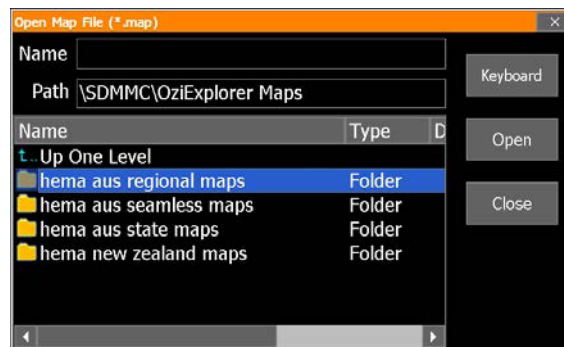 Open Map File (*.map)
Name
Path \SDMMC\OziExplorer Maps
Keyboard
Open
Close
Name Type D
t..Up One Level
hema aus regional maps Folder
hema aus seamless maps Folder
hema aus state maps Folder
hema new zealand maps Folder